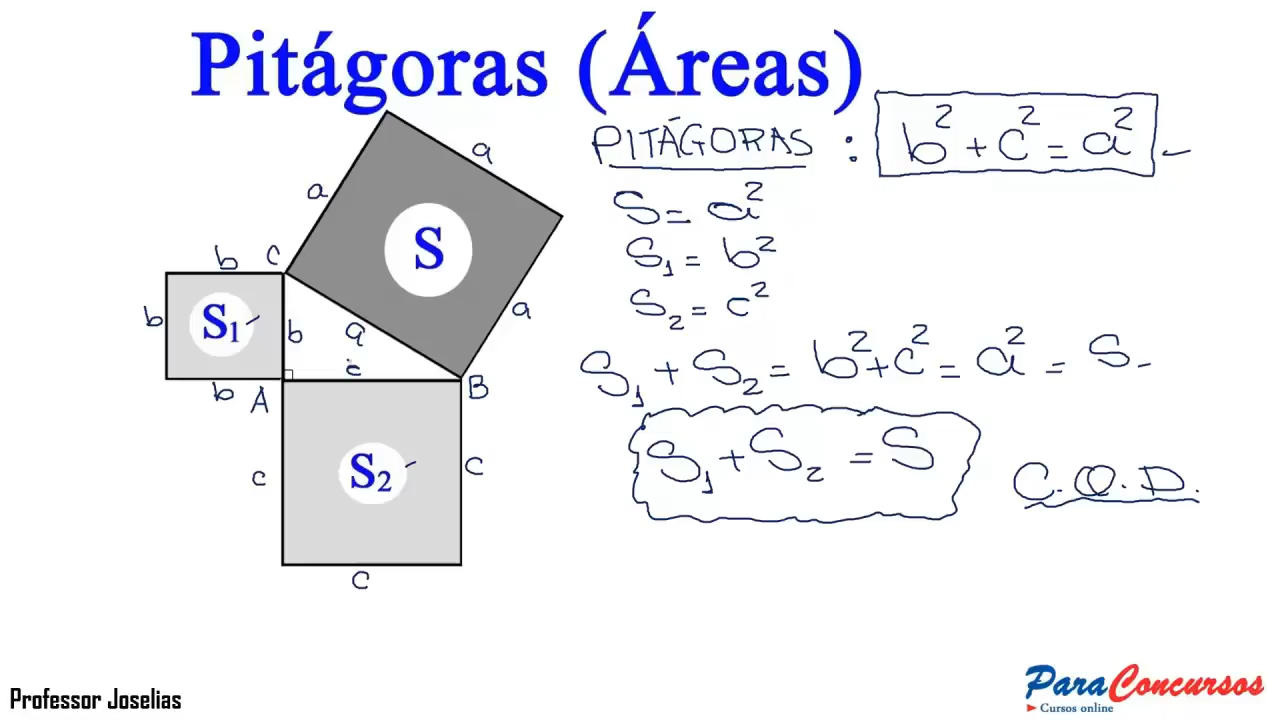 Pitágoras (Áreas)
PITÁGORAS : b² + c² = a²
S = a²
S₁ = b²
S₂ = c²
S₁ + S₂ = b² + c² = a² = S
S₁ + S₂ = S
C.Q.D.
a
a
S
b
C
a
b
S₁
b
a
c
b
A
B
c
S₂
c
c
Professor Joselias
ParaConcursos
Cursos online